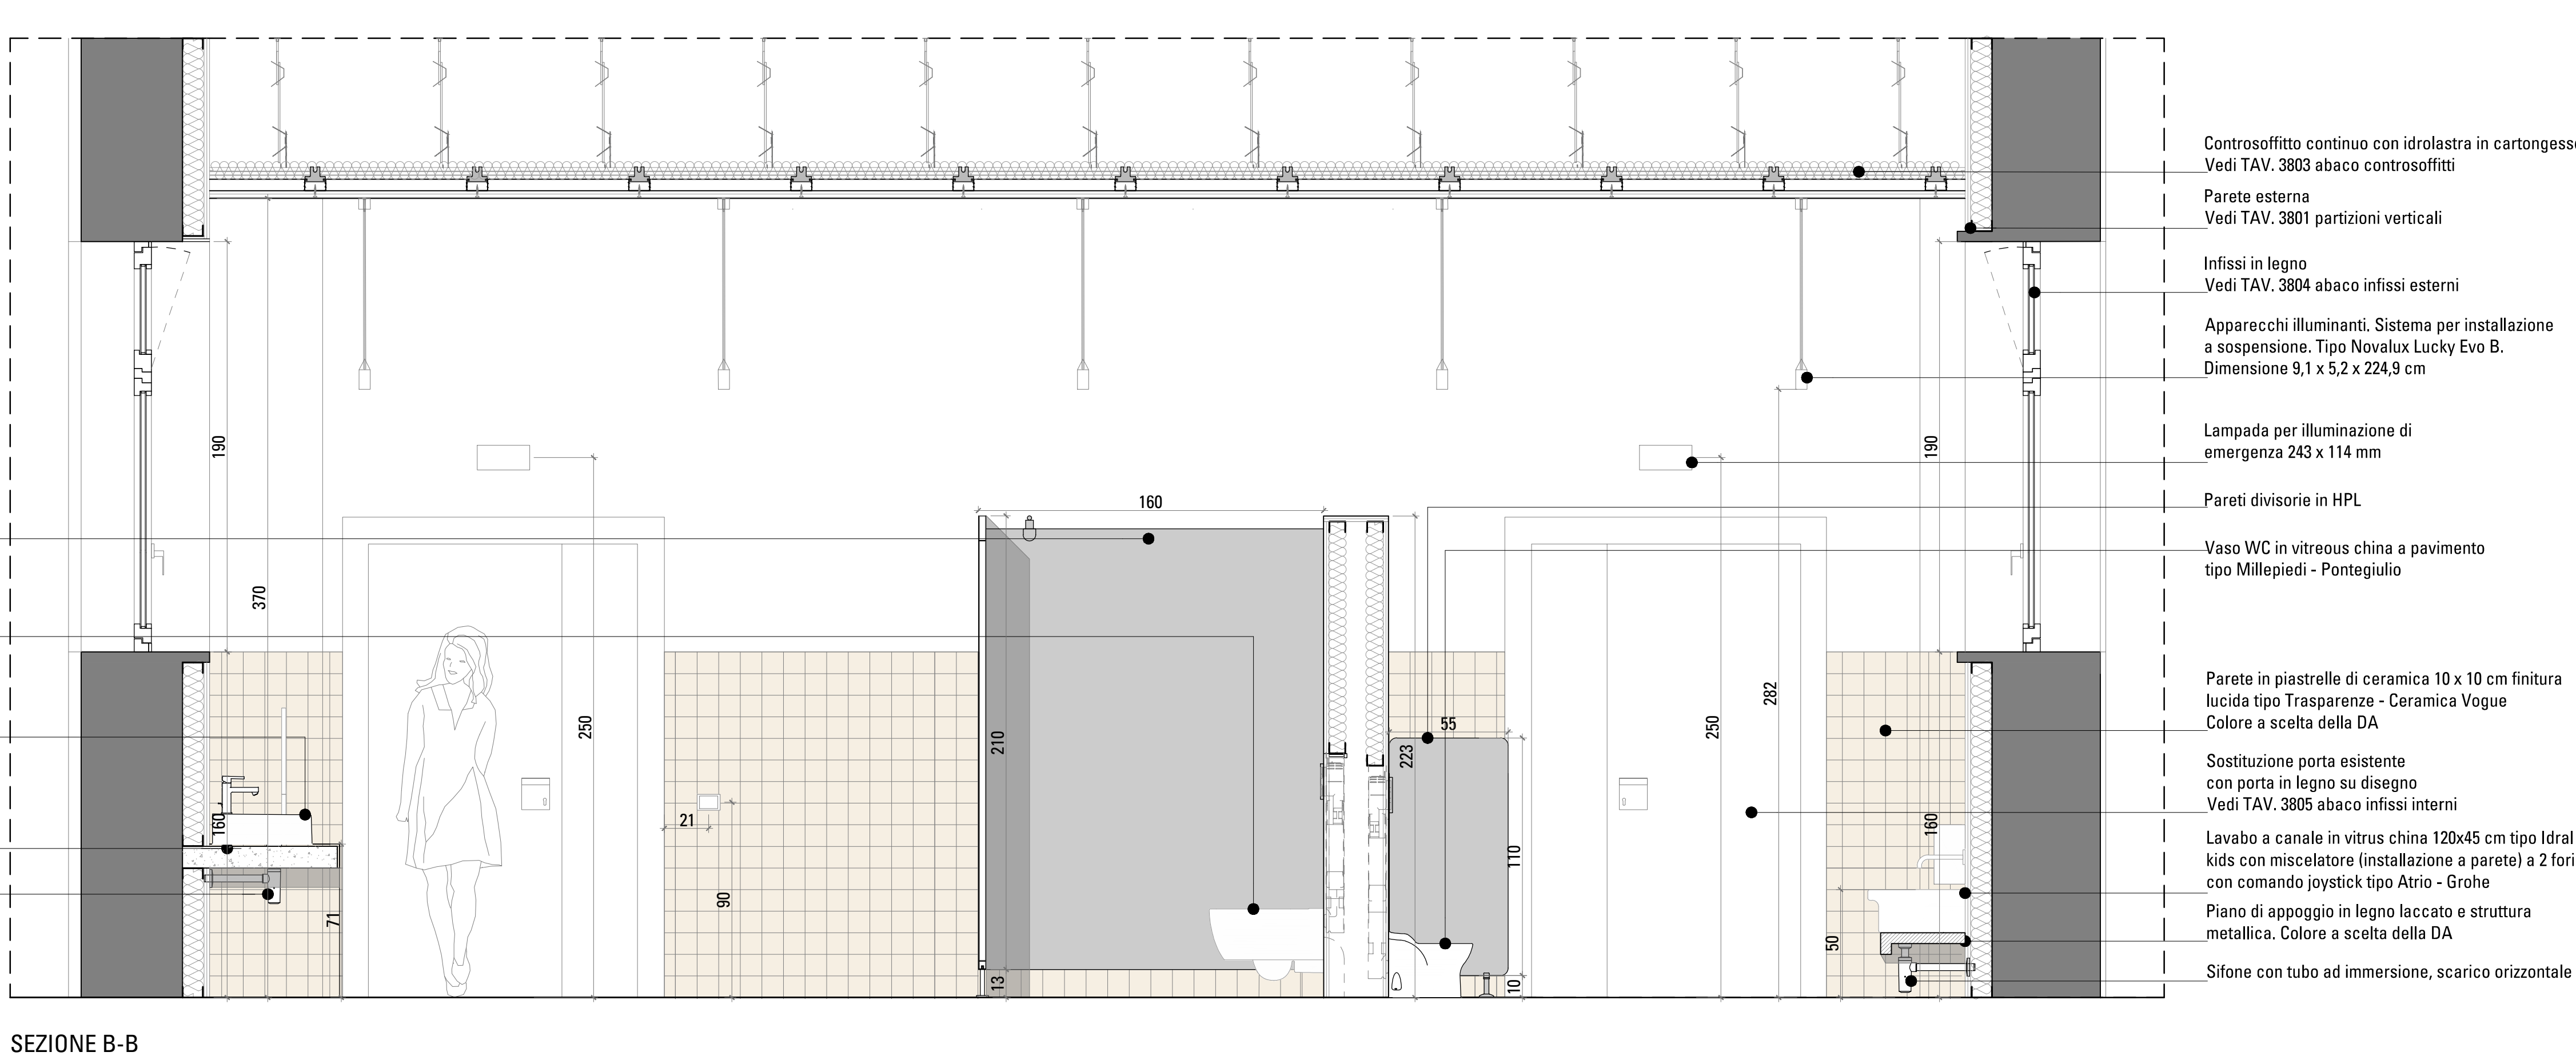 Controsoffitto continuo con idrolastra in cartongesso
Vedi TAV. 3803 abaco controsoffitti
Parete esterna
Vedi TAV. 3801 partizioni verticali
Infissi in legno
Vedi TAV. 3804 abaco infissi esterni
Apparecchi illuminanti. Sistema per installazione
a sospensione. Tipo Novalux Lucky Evo B.
Dimensione 9,1 x 5,2 x 224,9 cm
Lampada per illuminazione di
emergenza 243 x 114 mm
Pareti divisorie in HPL
Vaso WC in vitreous china a pavimento
tipo Millepiedi - Pontegiulio
Parete in piastrelle di ceramica 10 x 10 cm finitura
lucida tipo Trasparenze - Ceramica Vogue
Colore a scelta della DA
Sostituzione porta esistente
con porta in legno su disegno
Vedi TAV. 3805 abaco infissi interni
Lavabo a canale in vitrus china 120x45 cm tipo Idral
kids con miscelatore (installazione a parete) a 2 fori
con comando joystick tipo Atrio - Grohe
Piano di appoggio in legno laccato e struttura
metallica. Colore a scelta della DA
Sifone con tubo ad immersione, scarico orizzontale
190
370
160
71
250
21
90
160
210
13
223
55
110
10
250
282
190
160
50
SEZIONE B-B